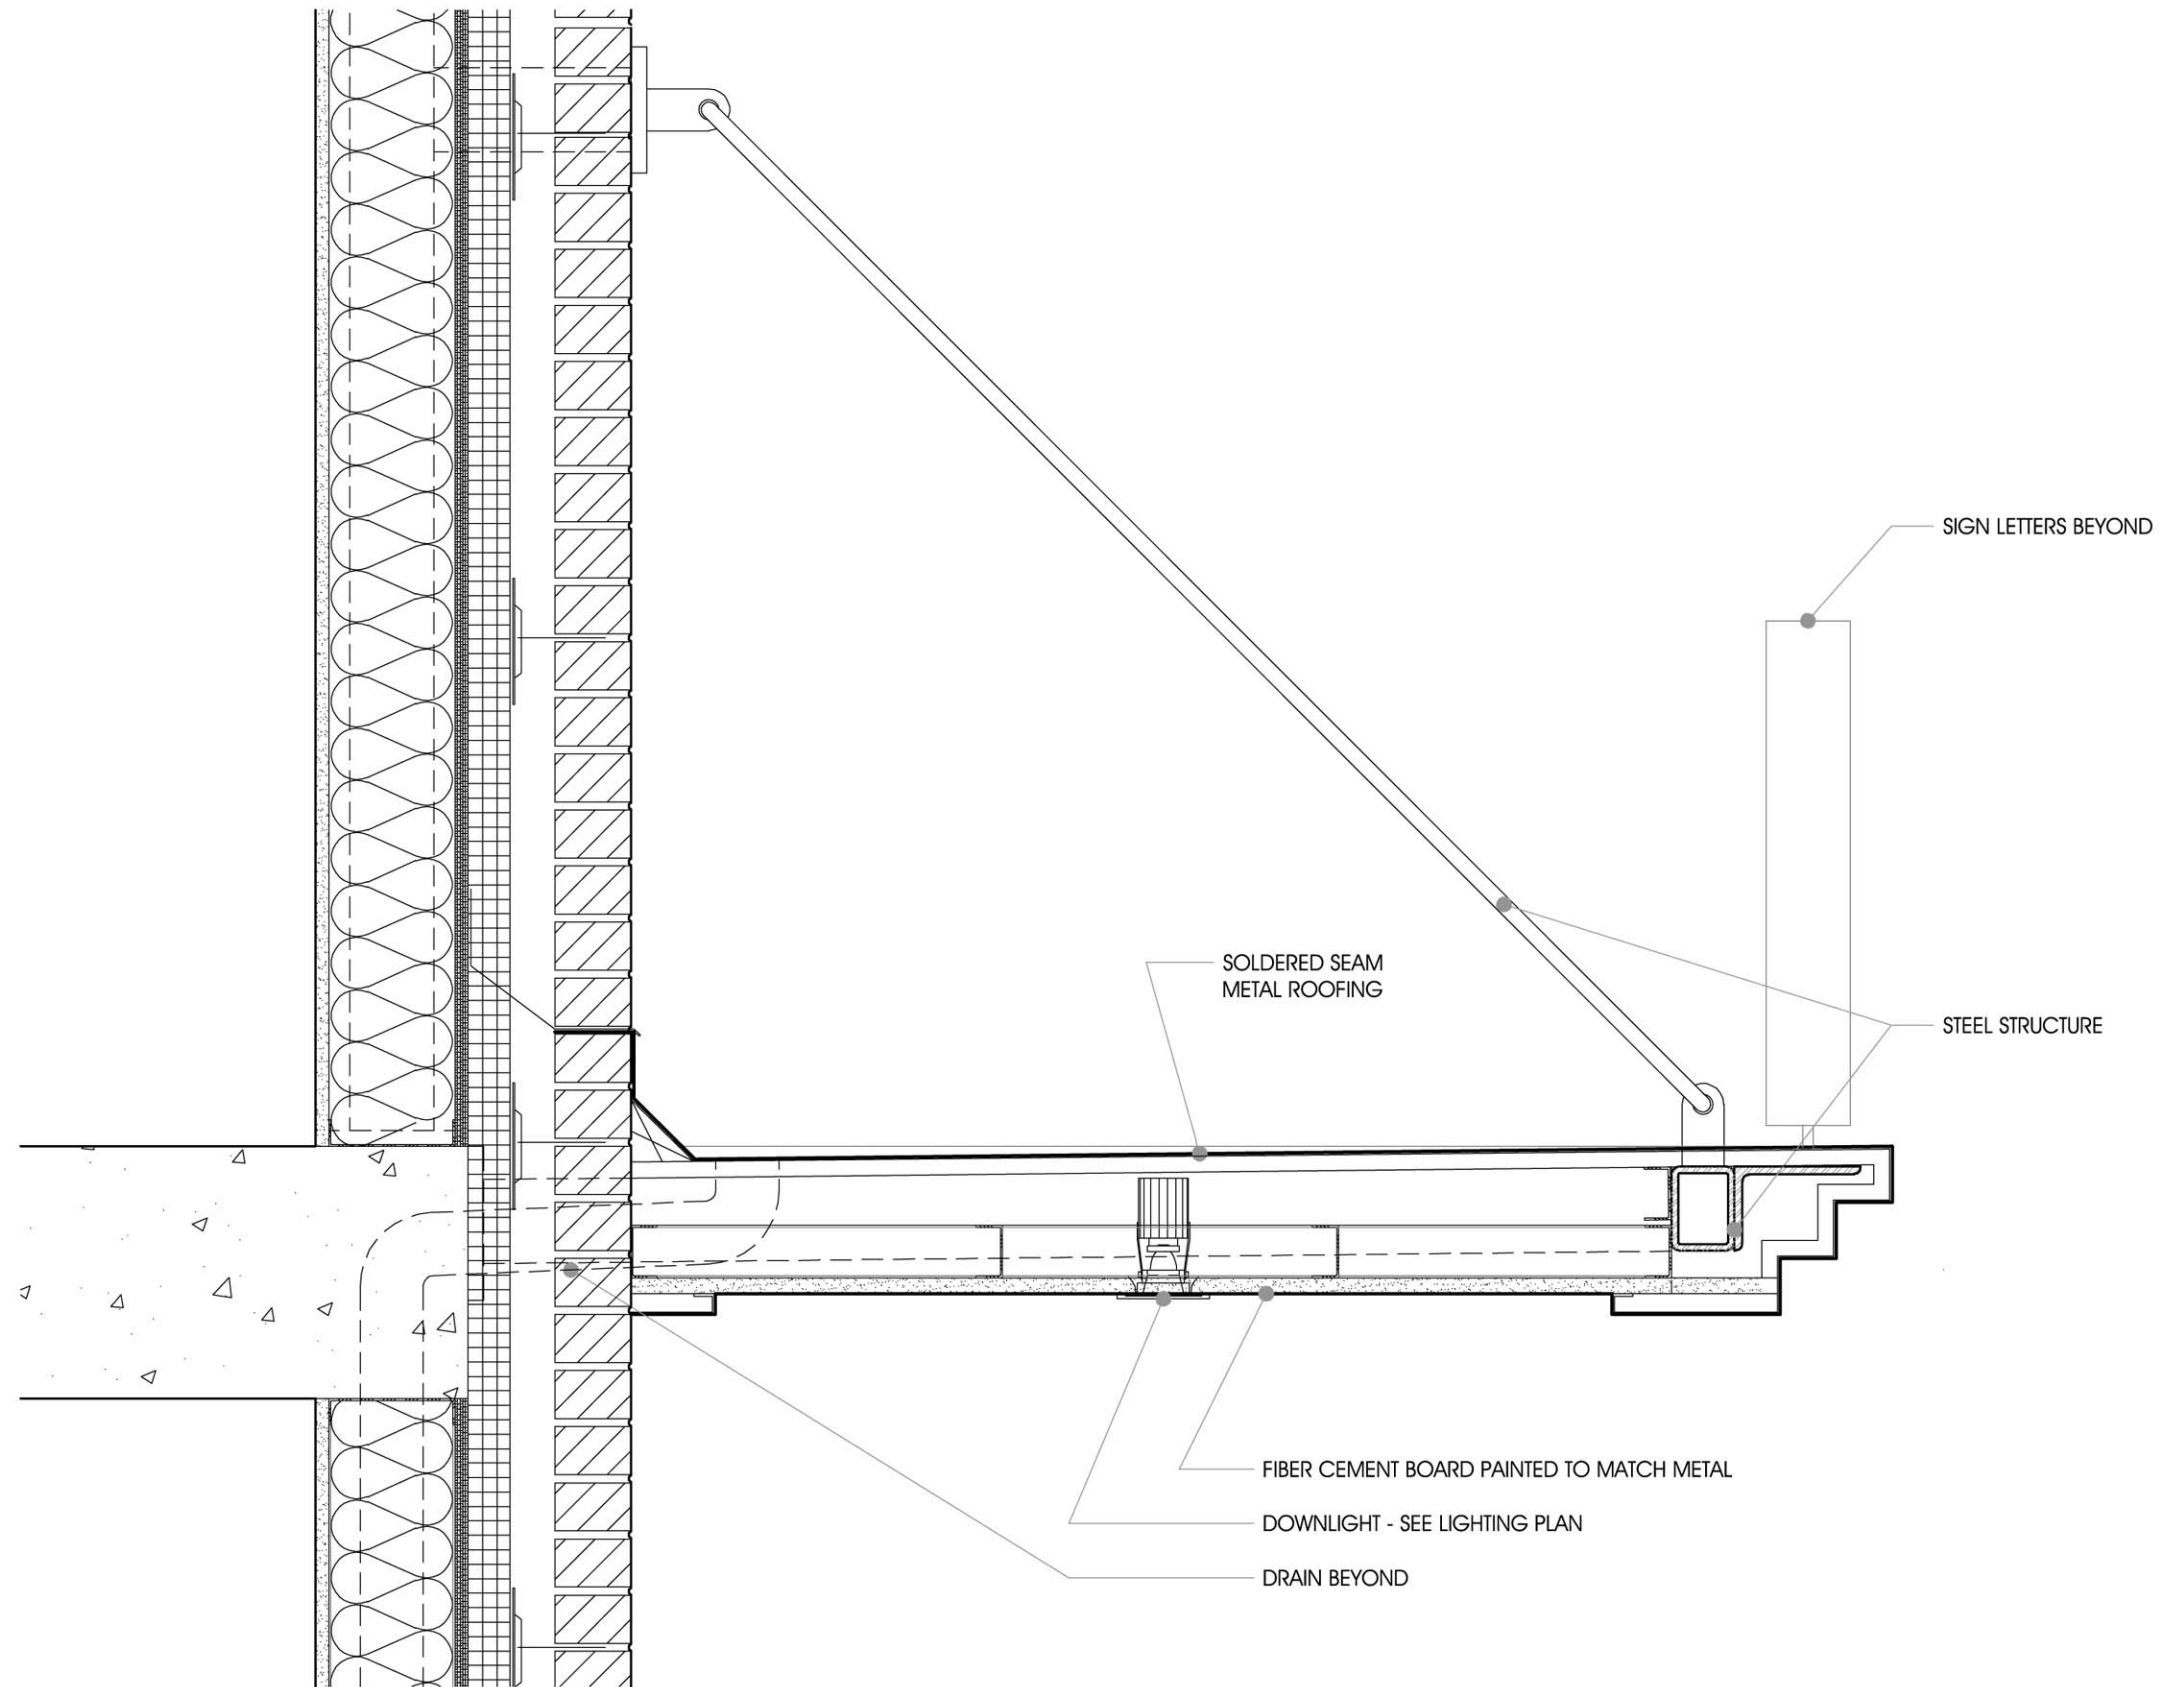 SIGN LETTERS BEYOND
SOLDERED SEAM
METAL ROOFING
STEEL STRUCTURE
FIBER CEMENT BOARD PAINTED TO MATCH METAL
DOWNLIGHT - SEE LIGHTING PLAN
DRAIN BEYOND